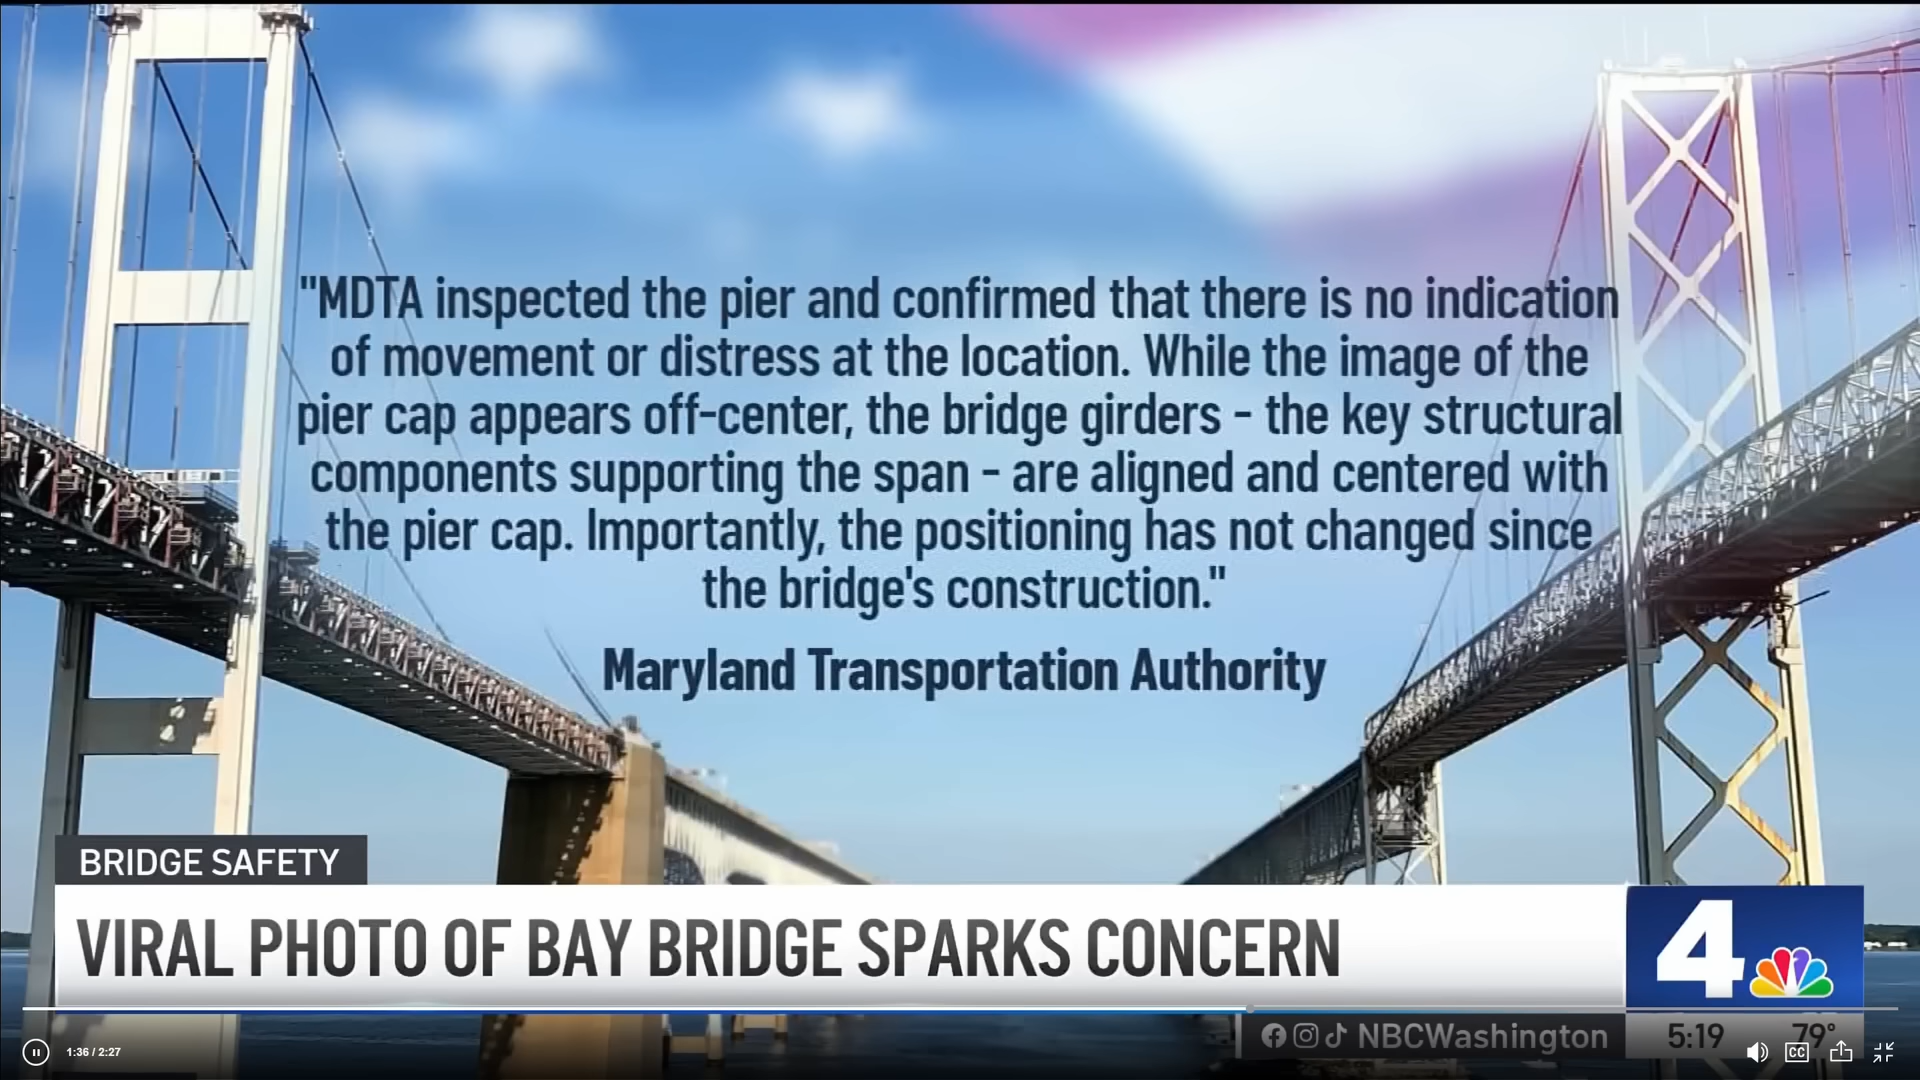 "MDTA inspected the pier and confirmed that there is no indication
of movement or distress at the location. While the image of the
pier cap appears off-center, the bridge girders - the key structural
components supporting the span - are aligned and centered with
the pier cap. Importantly, the positioning has not changed since
the bridge's construction."
Maryland Transportation Authority
BRIDGE SAFETY
VIRAL PHOTO OF BAY BRIDGE SPARKS CONCERN
4
NBCWashington
5:19
79°
1:36 / 2:27
CC